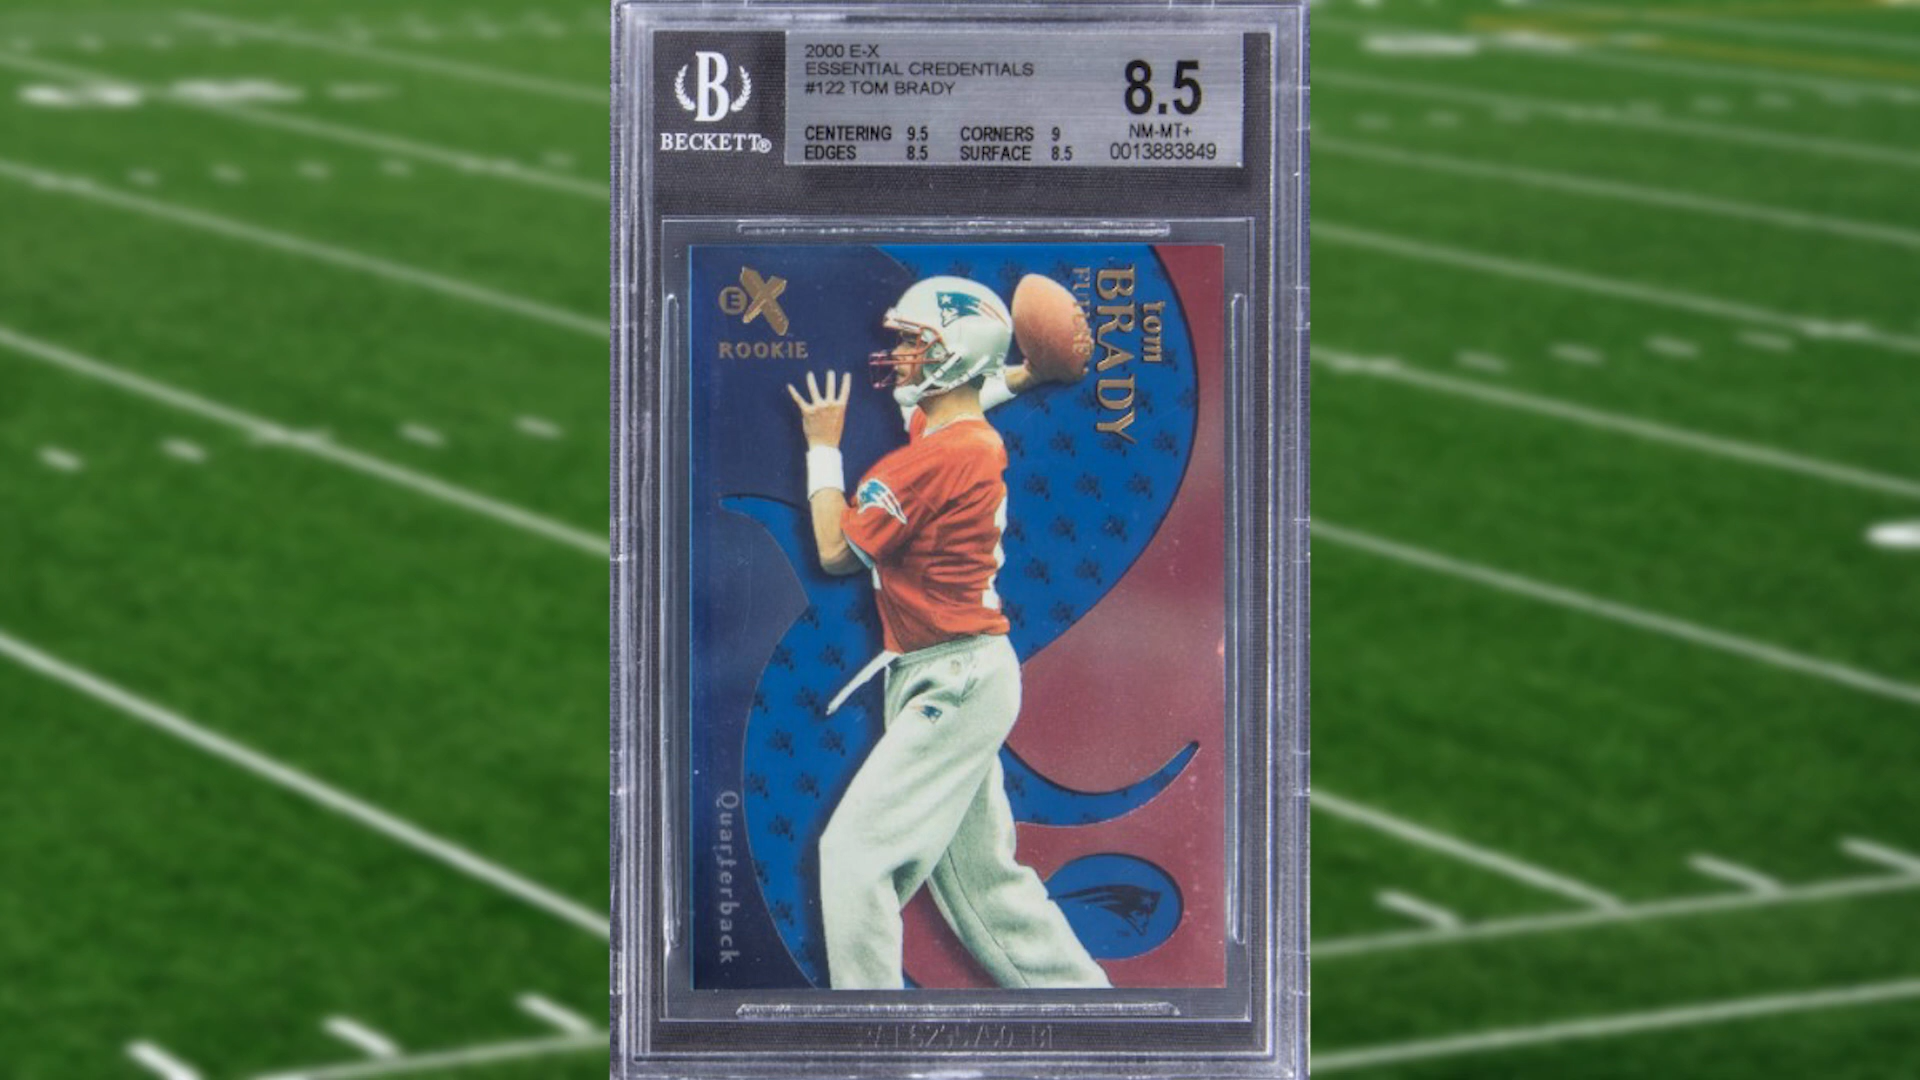 B
BECKETT®
2000 E-X
ESSENTIAL CREDENTIALS
#122 TOM BRADY
8.5
NM-MT+
0013883849
CENTERING 9.5 CORNERS 9
EDGES 8.5 SURFACE 8.5
EX
ROOKIE
tom
BRADY
FUTURE
Quarterback